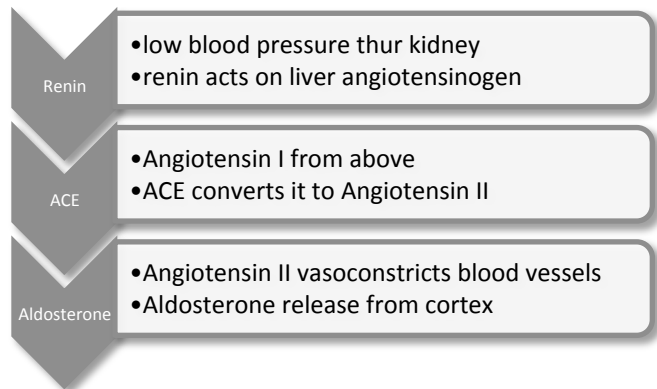 Renin
•low blood pressure thur kidney
•renin acts on liver angiotensinogen
ACE
•Angiotensin I from above
•ACE converts it to Angiotensin II
Aldosterone
•Angiotensin II vasoconstricts blood vessels
•Aldosterone release from cortex